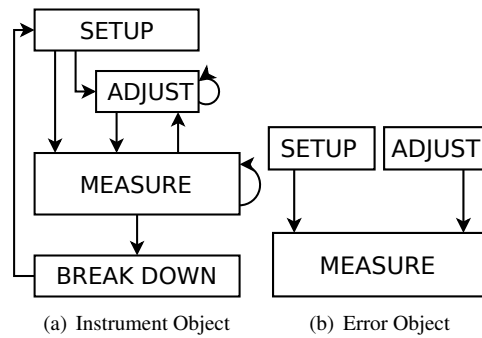 SETUP
ADJUST
MEASURE
BREAK DOWN
(a) Instrument Object
SETUP
ADJUST
MEASURE
(b) Error Object